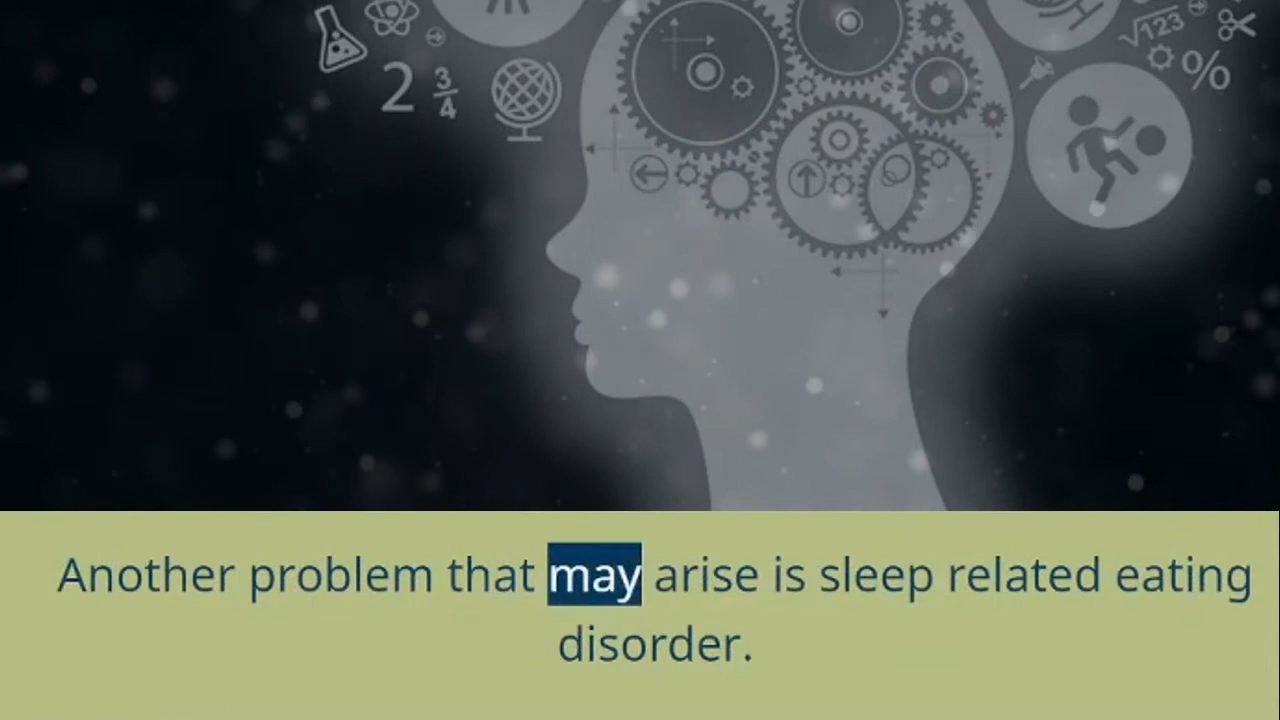 √123
2 3/4
%
Another problem that may arise is sleep related eating
disorder.